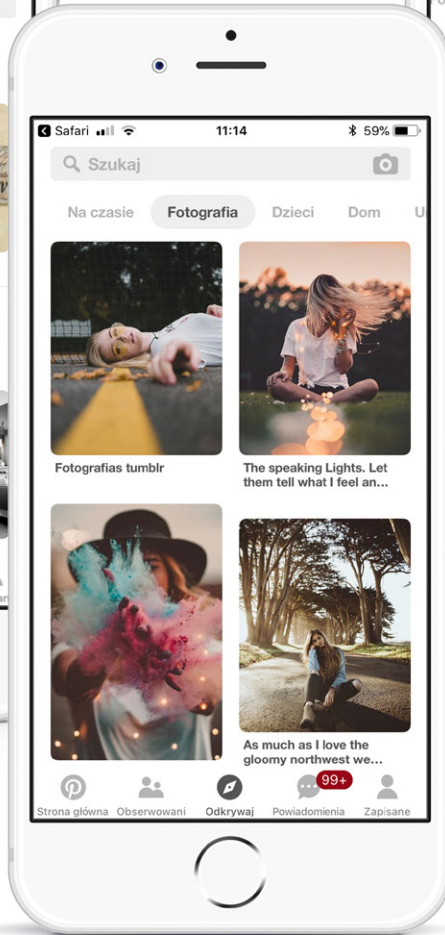 Safari
11:14
59%
Szukaj
Na czasie Fotografia Dzieci Dom
Fotografias tumblr
The speaking Lights. Let
them tell what I feel an...
As much as I love the
gloomy northwest we...
99+
Strona główna Obserwowani Odkrywaj Powiadomienia Zapisane